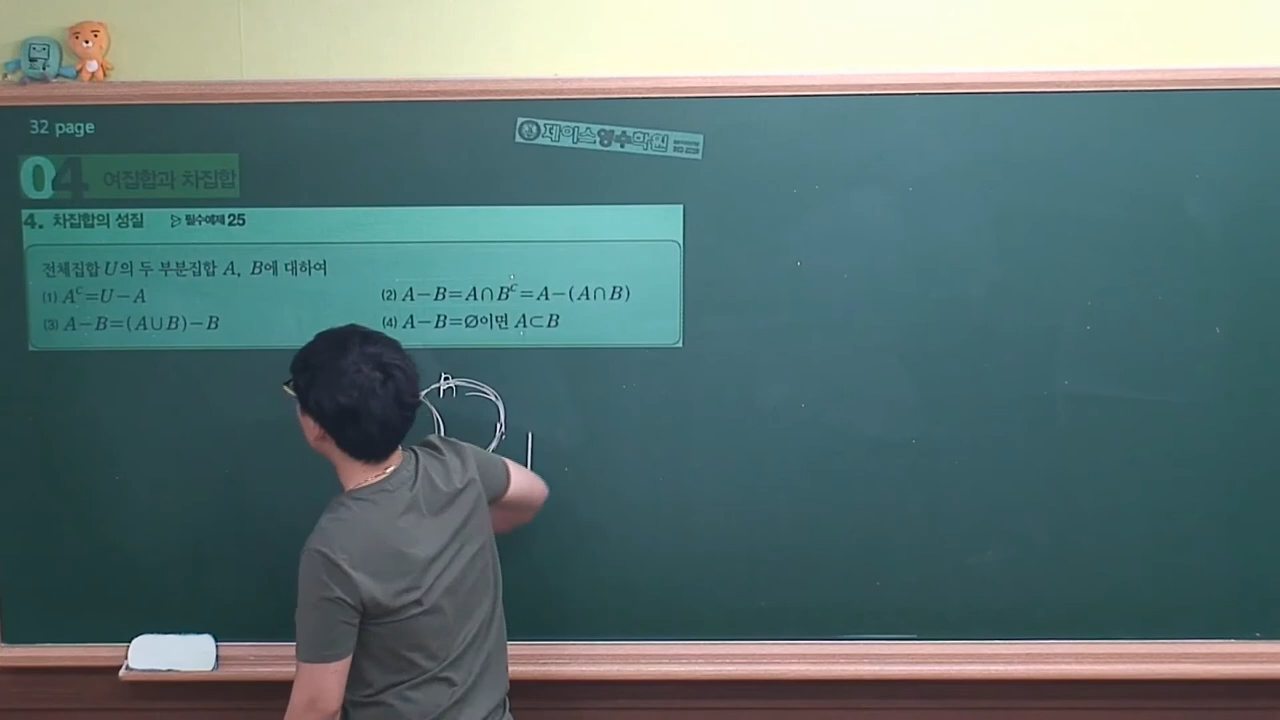 32 page
제이스영수학원
04 여집합과 차집합
4. 차집합의 성질 ▷ 필수예제 25
전체집합 U의 두 부분집합 A, B에 대하여
(1) Aᶜ=U-A (2) A-B=A∩Bᶜ=A-(A∩B)
(3) A-B=(A∪B)-B (4) A-B=∅이면 A⊂B